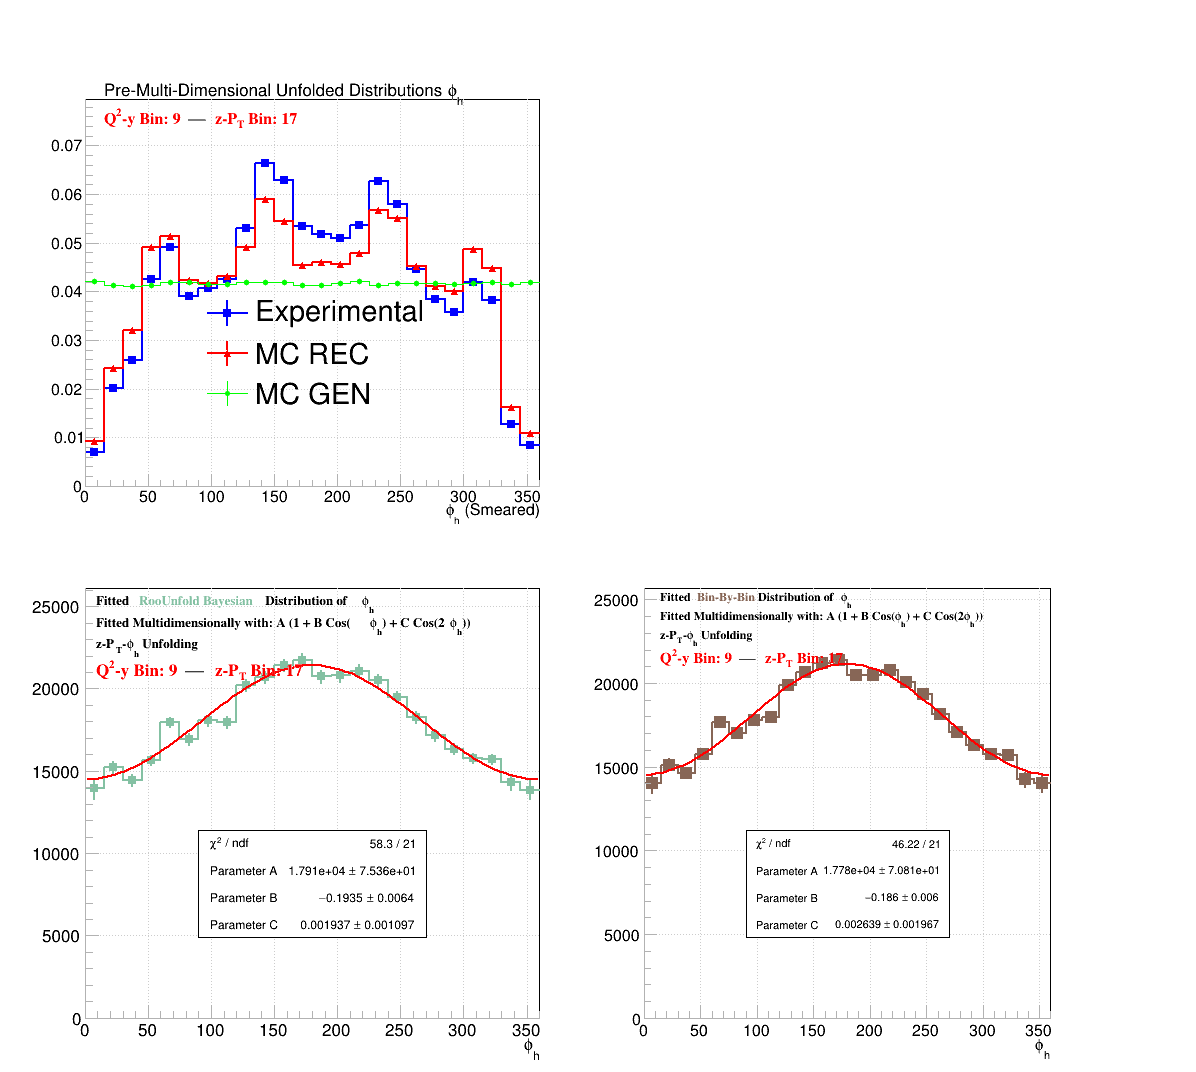 Pre-Multi-Dimensional Unfolded Distributions ϕh
Q²-y Bin: 9 — z-PT Bin: 17
0.07
0.06
0.05
0.04
0.03
0.02
0.01
0
Experimental
MC REC
MC GEN
0 50 100 150 200 250 300 350
ϕh (Smeared)
Fitted RooUnfold Bayesian Distribution of ϕh
Fitted Multidimensionally with: A (1 + B Cos( ϕh) + C Cos(2 ϕh))
z-PT-ϕh Unfolding
Q²-y Bin: 9 — z-PT Bin: 17
25000
20000
15000
10000
5000
0
χ² / ndf 58.3 / 21
Parameter A 1.791e+04 ± 7.536e+01
Parameter B −0.1935 ± 0.0064
Parameter C 0.001937 ± 0.001097
0 50 100 150 200 250 300 350
ϕh
Fitted Bin-By-Bin Distribution of ϕh
Fitted Multidimensionally with: A (1 + B Cos(ϕh) + C Cos(2ϕh))
z-PT-ϕh Unfolding
Q²-y Bin: 9 — z-PT Bin: 17
25000
20000
15000
10000
5000
0
χ² / ndf 46.22 / 21
Parameter A 1.778e+04 ± 7.081e+01
Parameter B −0.186 ± 0.006
Parameter C 0.002639 ± 0.001967
0 50 100 150 200 250 300 350
ϕh